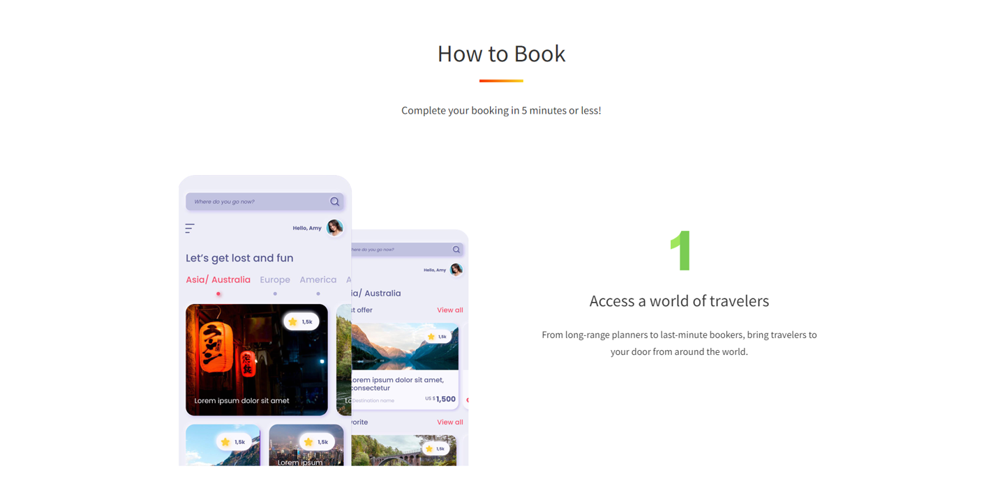 How to Book
Complete your booking in 5 minutes or less!
Where do you go now?
Hello, Amy
Let's get lost and fun
Asia/ Australia Europe America A
1,5k
Lorem ipsum dolor sit amet
Lo
1,5k
1,5k
Lorem ipsum
here do you go now?
Hello, Amy
ia/ Australia
st offer View all
1,5k
Lorem ipsum dolor sit amet,
consectetur
Destination name US $ 1,500
vorite View all
1,5k
1
Access a world of travelers
From long-range planners to last-minute bookers, bring travelers to
your door from around the world.